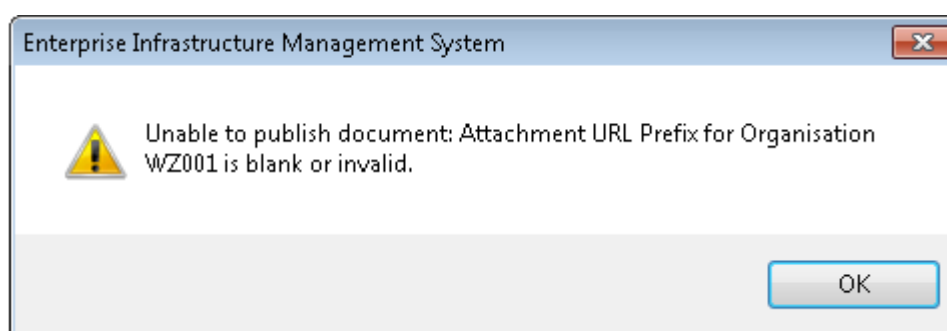 Enterprise Infrastructure Management System
Unable to publish document: Attachment URL Prefix for Organisation
WZ001 is blank or invalid.
OK